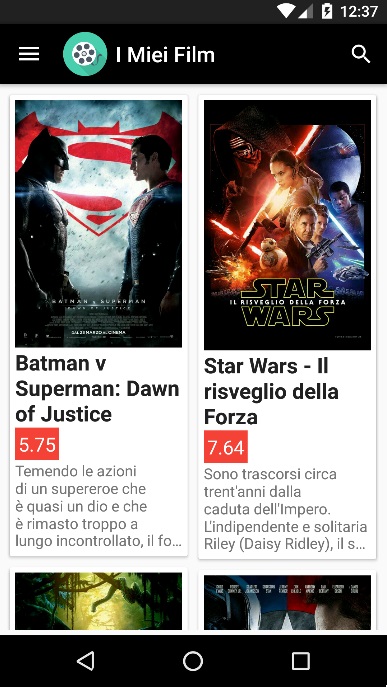 12:37
I Miei Film
BATMAN v SUPERMAN
DAWN OF JUSTICE
DAL 23 MARZO AL CINEMA
Batman v
Superman: Dawn
of Justice
5.75
Temendo le azioni
di un supereroe che
è quasi un dio e che
è rimasto troppo a
lungo incontrollato, il fo…
STAR
IL RISVEGLIO DELLA FORZA
WARS
Star Wars - Il
risveglio della
Forza
7.64
Sono trascorsi circa
trent'anni dalla
caduta dell'Impero.
L'indipendente e solitaria
Riley (Daisy Ridley), il s…